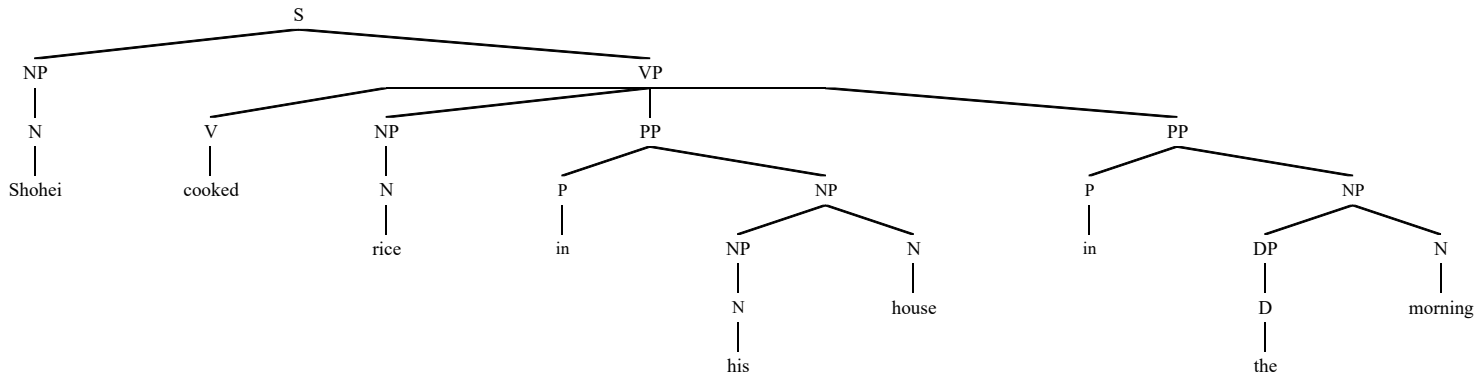 S
NP VP
N V NP PP PP
Shohei cooked N P NP P NP
rice in NP N in DP N
N house D morning
his the